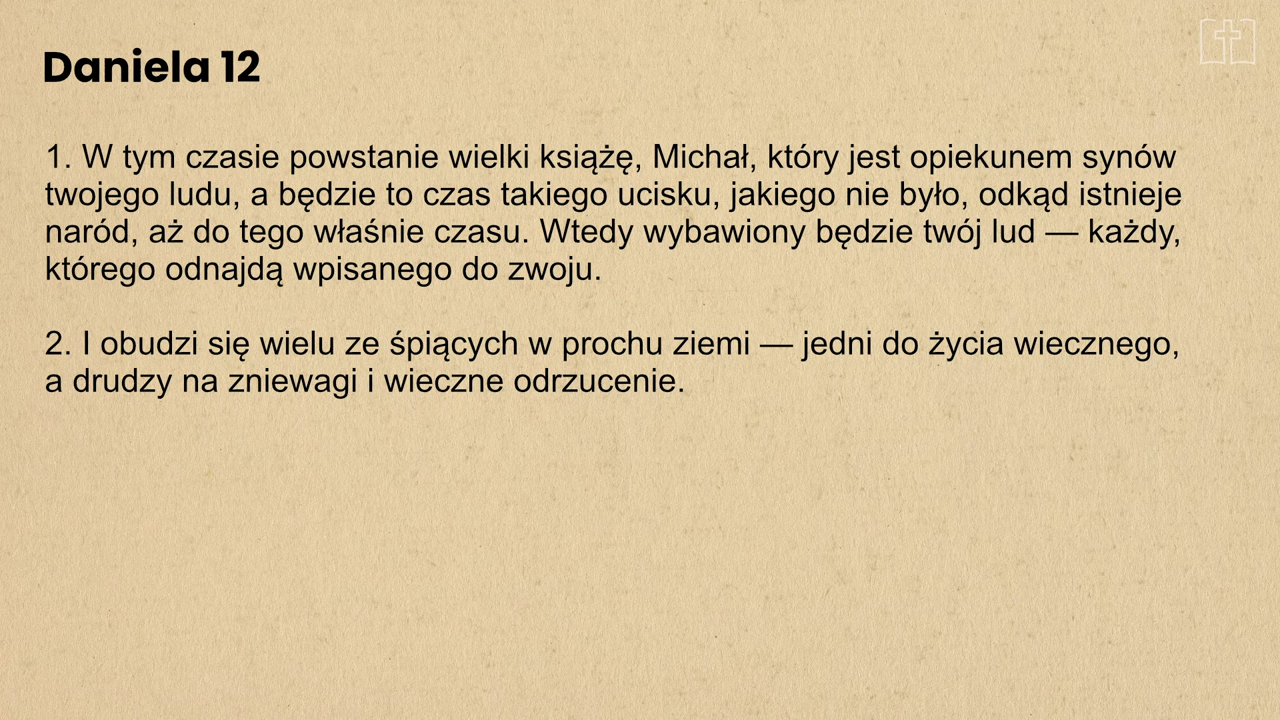 Daniela 12
1. W tym czasie powstanie wielki książę, Michał, który jest opiekunem synów
twojego ludu, a będzie to czas takiego ucisku, jakiego nie było, odkąd istnieje
naród, aż do tego właśnie czasu. Wtedy wybawiony będzie twój lud — każdy,
którego odnajdą wpisanego do zwoju.
2. I obudzi się wielu ze śpiących w prochu ziemi — jedni do życia wiecznego,
a drudzy na zniewagi i wieczne odrzucenie.